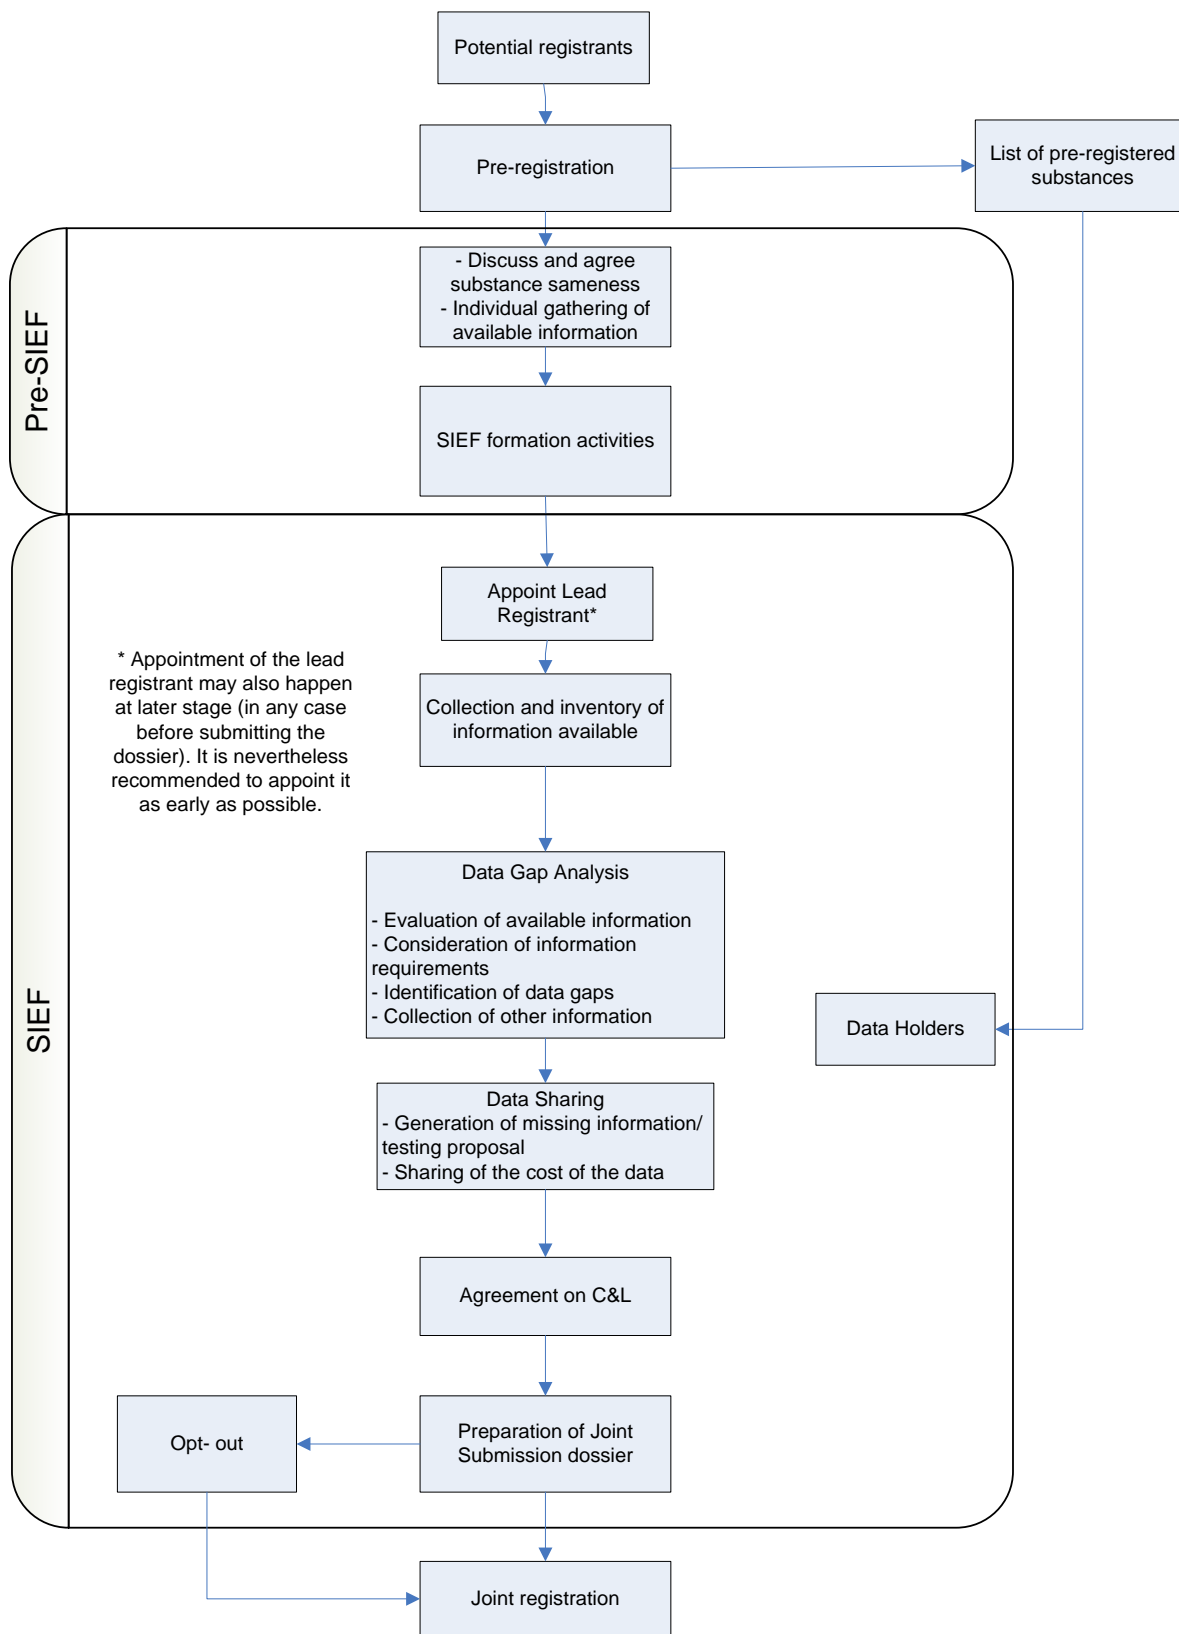 Potential registrants
Pre-registration
List of pre-registered
substances
Pre-SIEF
- Discuss and agree
substance sameness
- Individual gathering of
available information
SIEF formation activities
SIEF
Appoint Lead
Registrant*
* Appointment of the lead
registrant may also happen
at later stage (in any case
before submitting the
dossier). It is nevertheless
recommended to appoint it
as early as possible.
Collection and inventory of
information available
Data Gap Analysis
- Evaluation of available information
- Consideration of information
requirements
- Identification of data gaps
- Collection of other information
Data Holders
Data Sharing
- Generation of missing information/
testing proposal
- Sharing of the cost of the data
Agreement on C&L
Opt- out
Preparation of Joint
Submission dossier
Joint registration